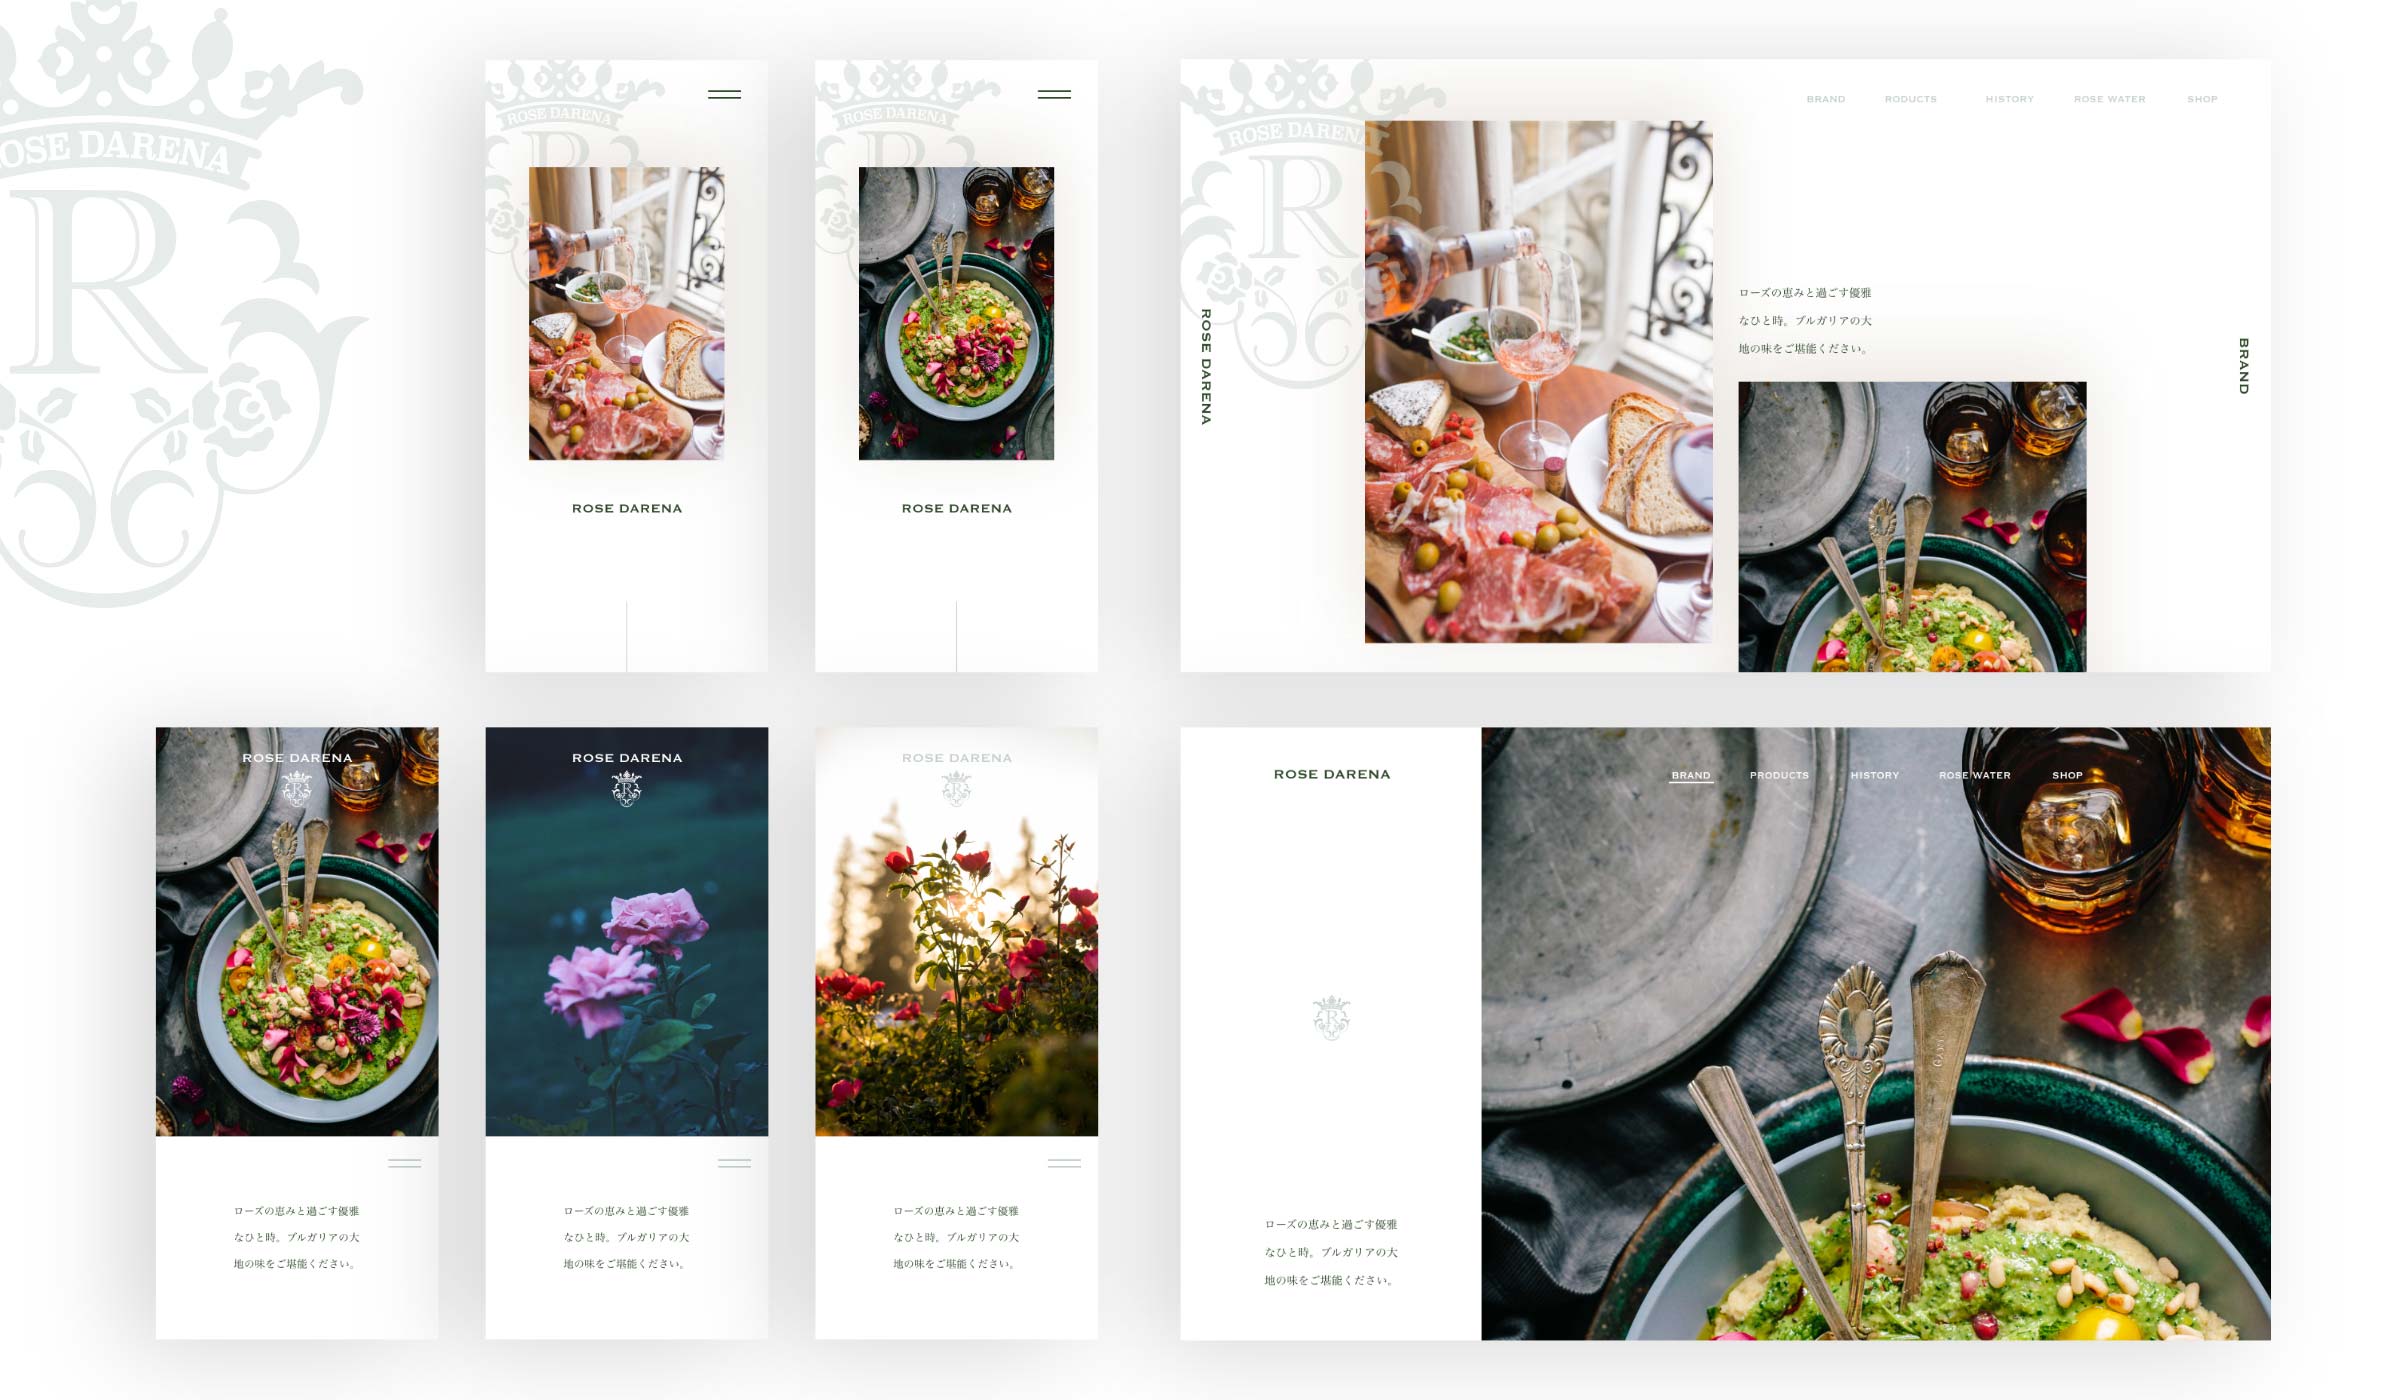 OSE DARENA
R
ROSE DARENA
R
ROSE DARENA
ROSE DARENA
R
ROSE DARENA
ROSE DARENA
R
BRAND
RODUCTS
HISTORY
ROSE WATER
SHOP
ROSE DARENA
ローズの恵みと過ごす優雅
なひと時。ブルガリアの大
地の味をご堪能ください。
BRAND
ROSE DARENA
R
ローズの恵みと過ごす優雅
なひと時。ブルガリアの大
地の味をご堪能ください。
ROSE DARENA
R
ローズの恵みと過ごす優雅
なひと時。ブルガリアの大
地の味をご堪能ください。
ROSE DARENA
R
ローズの恵みと過ごす優雅
なひと時。ブルガリアの大
地の味をご堪能ください。
ROSE DARENA
R
ローズの恵みと過ごす優雅
なひと時。ブルガリアの大
地の味をご堪能ください。
BRAND
PRODUCTS
HISTORY
ROSE WATER
SHOP